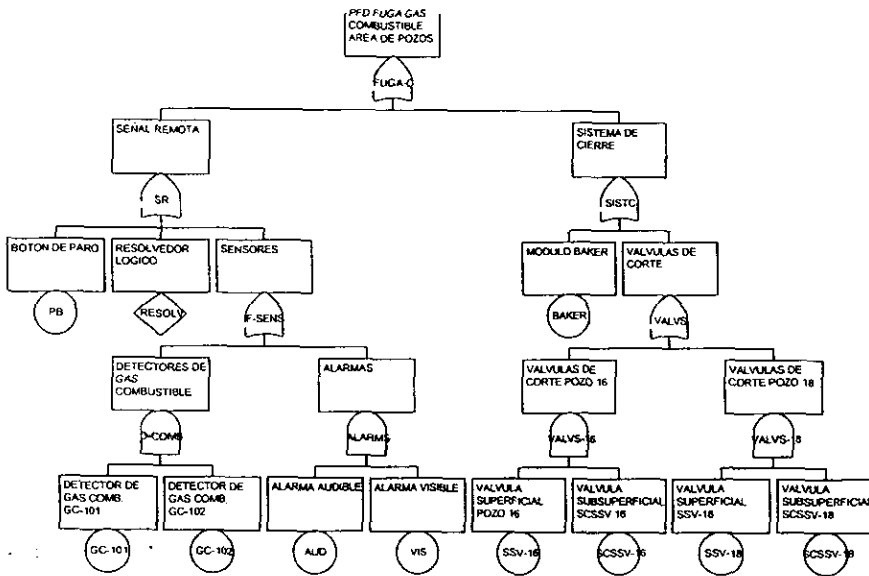 PFD FUGA GAS
COMBUSTIBLE
AREA DE POZOS
FUGA-C
SEÑAL REMOTA
SISTEMA DE
CIERRE
SR
SISTC
BOTON DE PARO
RESOLVEDOR
LOGICO
SENSORES
MODULO BAKER
VALVULAS DE
CORTE
PB
RESOLV
F-SENS
BAKER
VALVS
DETECTORES DE
GAS
COMBUSTIBLE
ALARMAS
VALVULAS DE
CORTE POZO 16
VALVULAS DE
CORTE POZO 18
D-COMB
ALARMS
VALVS-16
VALVS-18
DETECTOR DE
GAS COMB.
GC-101
DETECTOR DE
GAS COMB.
GC-102
ALARMA AUDIBLE
ALARMA VISIBLE
VALVULA
SUPERFICIAL
POZO 16
VALVULA
SUBSUPERFICIAL
SCSSV 16
VALVULA
SUPERFICIAL
SSV-18
VALVULA
SUBSUPERFICIAL
SCSSV-18
GC-101
GC-102
AUD
VIS
SSV-16
SCSSV-16
SSV-18
SCSSV-18